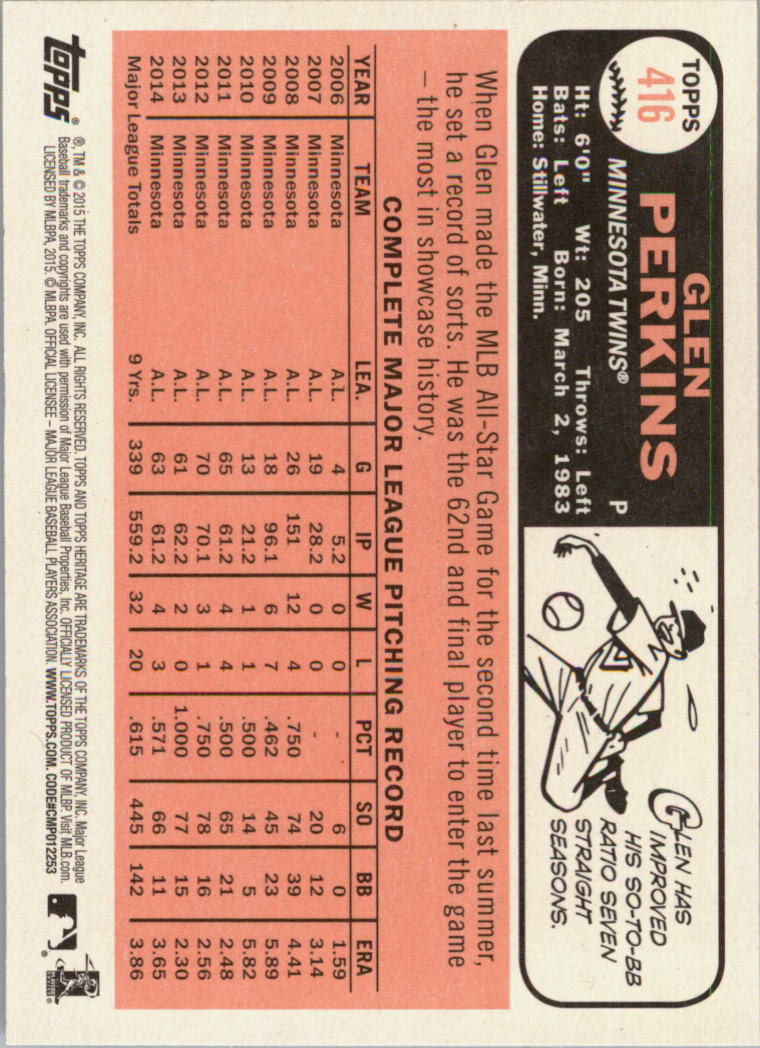 TOPPS
416
GLEN
PERKINS
MINNESOTA TWINS® P
Ht: 6'0" Wt: 205 Throws: Left
Bats: Left Born: March 2, 1983
Home: Stillwater, Minn.
GLEN HAS
IMPROVED
HIS SO-TO-BB
RATIO SEVEN
STRAIGHT
SEASONS.
When Glen made the MLB All-Star Game for the second time last summer,
he set a record of sorts. He was the 62nd and final player to enter the game
– the most in showcase history.
COMPLETE MAJOR LEAGUE PITCHING RECORD
YEAR TEAM LEA. G IP W L PCT SO BB ERA
2006 Minnesota A.L. 4 5.2 0 0 - 6 0 1.59
2007 Minnesota A.L. 19 28.2 0 0 - 20 12 3.14
2008 Minnesota A.L. 26 151 12 4 .750 74 39 4.41
2009 Minnesota A.L. 18 96.1 6 7 .462 45 23 5.89
2010 Minnesota A.L. 13 21.2 1 1 .500 14 5 5.82
2011 Minnesota A.L. 65 61.2 4 4 .500 65 21 2.48
2012 Minnesota A.L. 70 70.1 3 1 .750 78 16 2.56
2013 Minnesota A.L. 61 62.2 2 0 1.000 77 15 2.30
2014 Minnesota A.L. 63 61.2 4 3 .571 66 11 3.65
Major League Totals 9 Yrs. 339 559.2 32 20 .615 445 142 3.86
topps®
®, TM & © 2015 THE TOPPS COMPANY, INC. ALL RIGHTS RESERVED. TOPPS AND TOPPS HERITAGE ARE TRADEMARKS OF THE TOPPS COMPANY, INC. Major League
Baseball trademarks and copyrights are used with permission of Major League Baseball Properties, Inc. OFFICIALLY LICENSED PRODUCT OF MLBP. Visit MLB.com.
LICENSED BY MLBPA, 2015. © MLBPA. OFFICIAL LICENSEE – MAJOR LEAGUE BASEBALL PLAYERS ASSOCIATION. WWW.TOPPS.COM. CODE#CMP012253